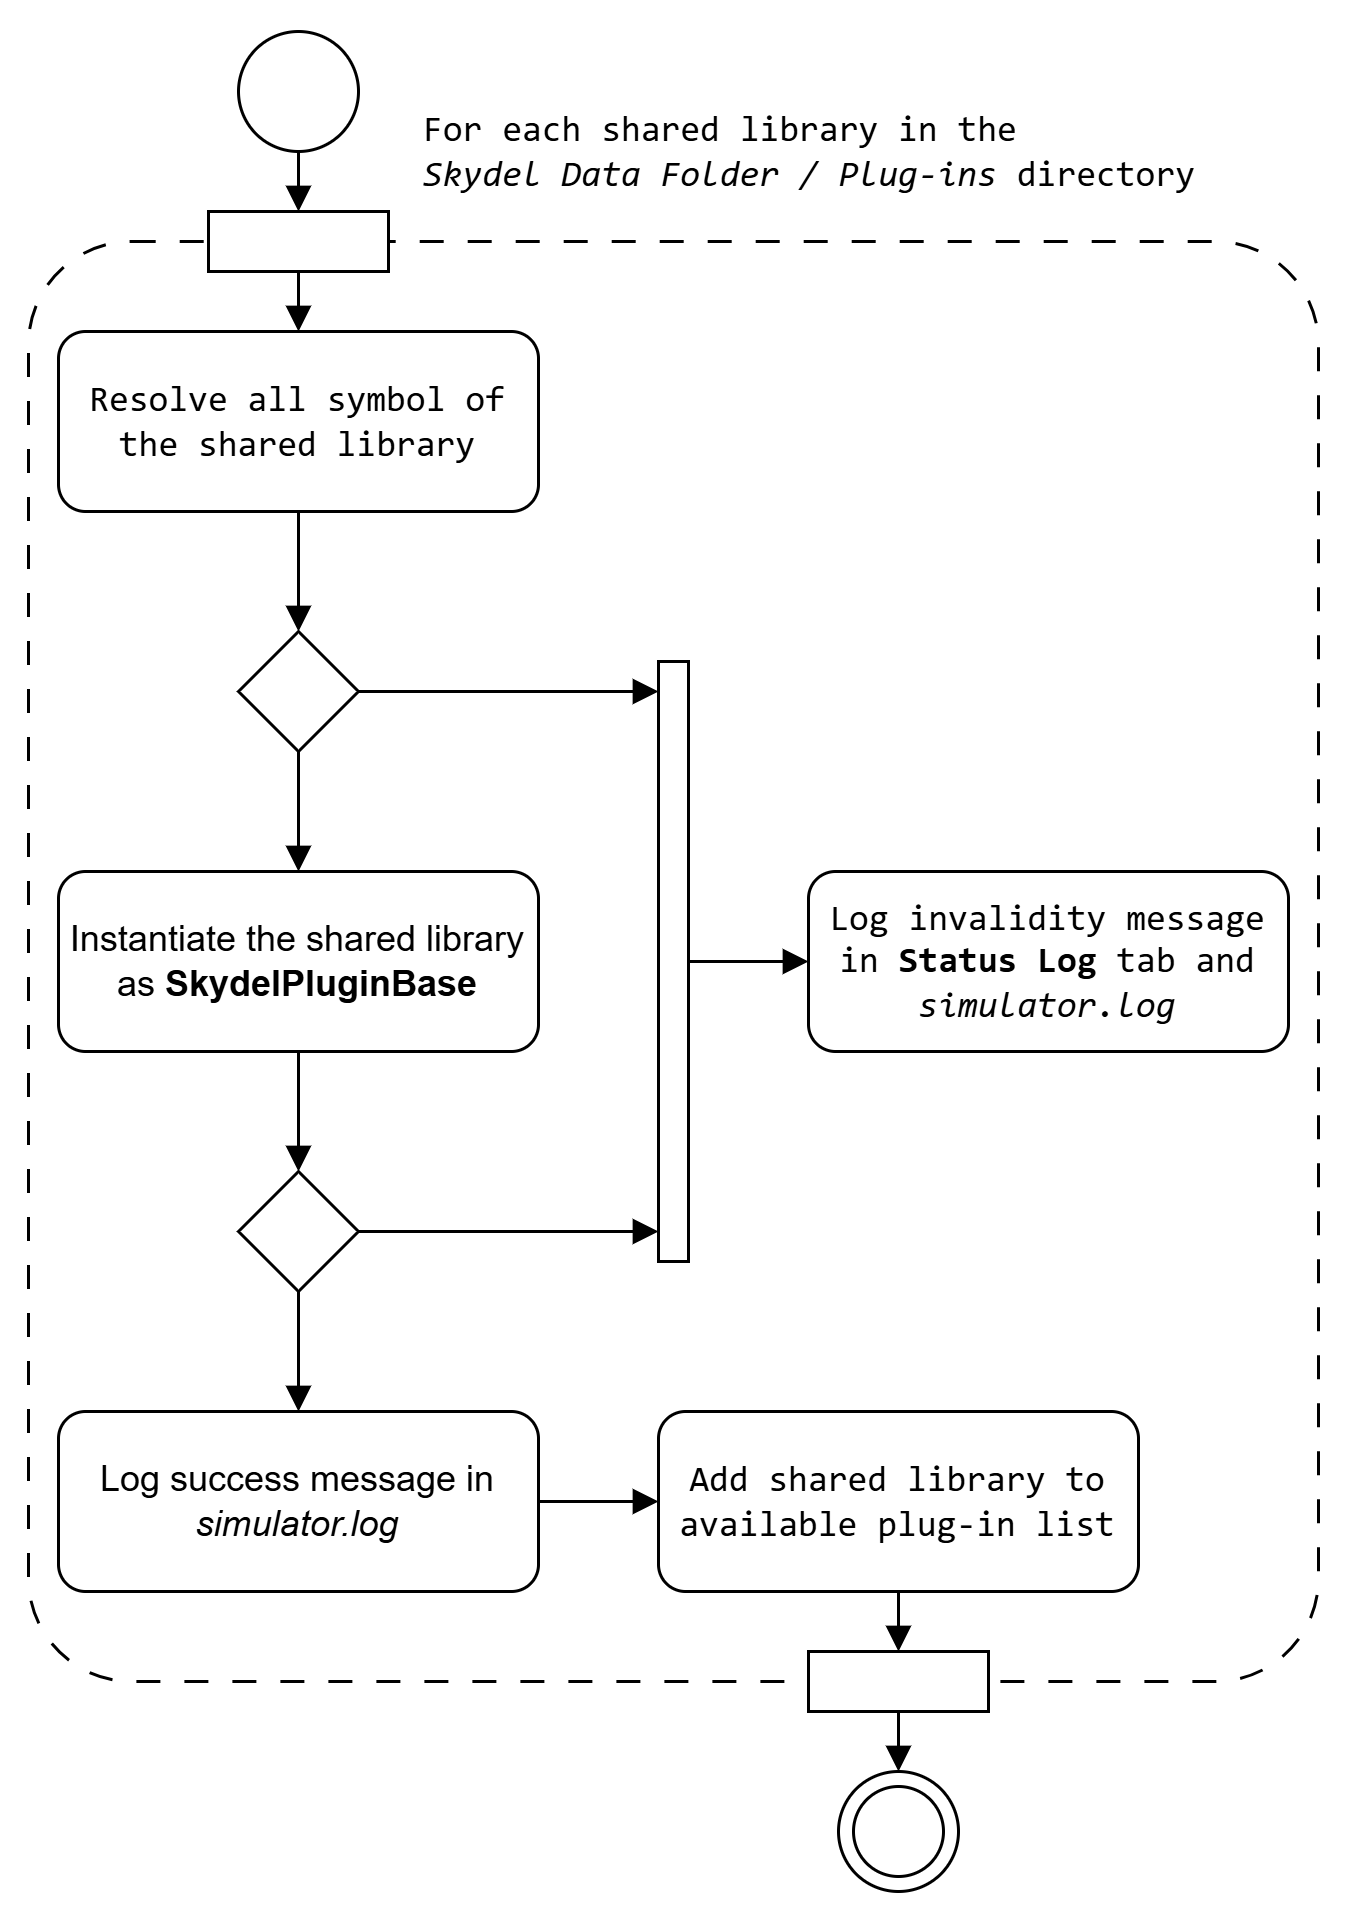 For each shared library in the
Skydel Data Folder / Plug-ins directory
Resolve all symbol of
the shared library
Instantiate the shared library
as SkydelPluginBase
Log invalidity message
in Status Log tab and
simulator.log
Log success message in
simulator.log
Add shared library to
available plug-in list